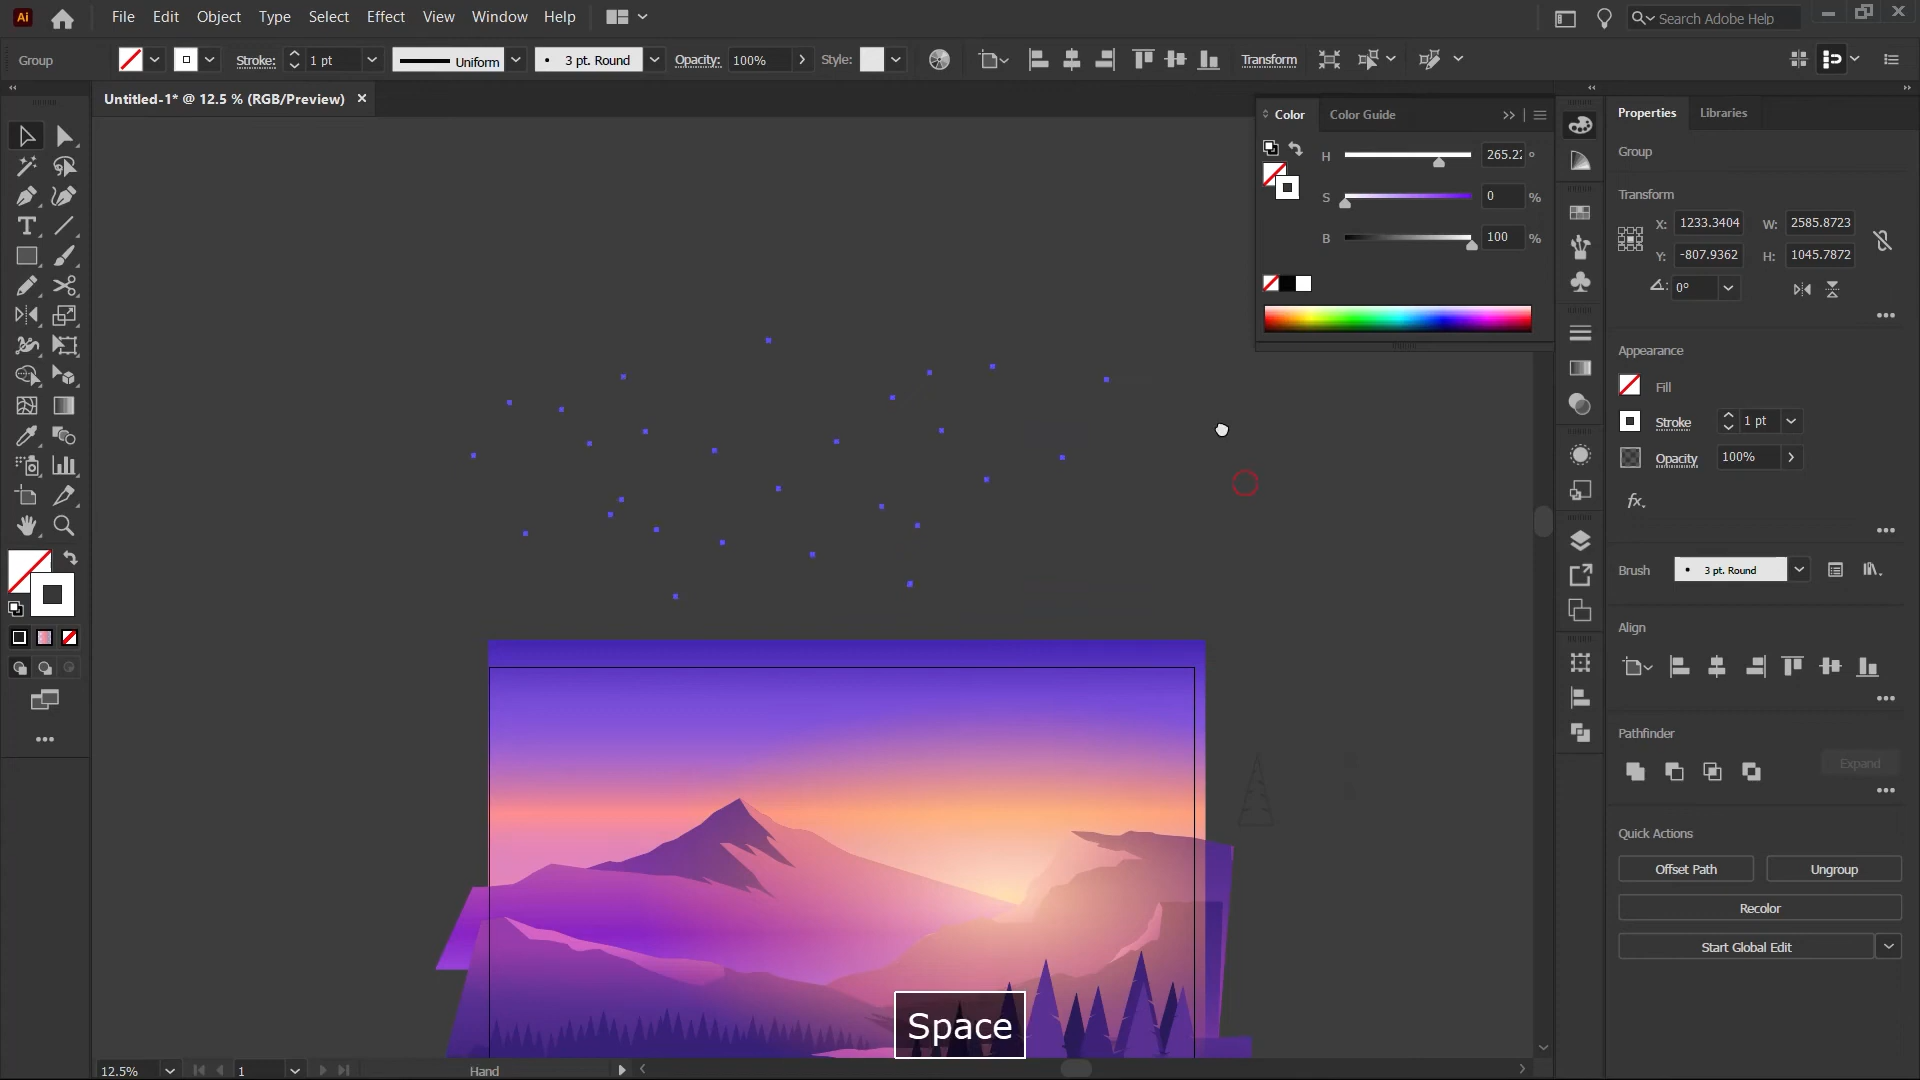 Ai
File Edit Object Type Select Effect View Window Help
Search Adobe Help
Group
Stroke: 1 pt
Uniform
3 pt. Round
Opacity: 100%
Style:
Transform
Untitled-1* @ 12.5 % (RGB/Preview)
Color Color Guide
H 265.22 °
S 0 %
B 100 %
Properties Libraries
Group
Transform
X: 1233.3404 W: 2585.8723
Y: -807.9362 H: 1045.7872
0°
Appearance
Fill
Stroke 1 pt
Opacity 100%
fx.
Brush 3 pt. Round
Align
Pathfinder
Expand
Quick Actions
Offset Path Ungroup
Recolor
Start Global Edit
Space
12.5% 1 Hand